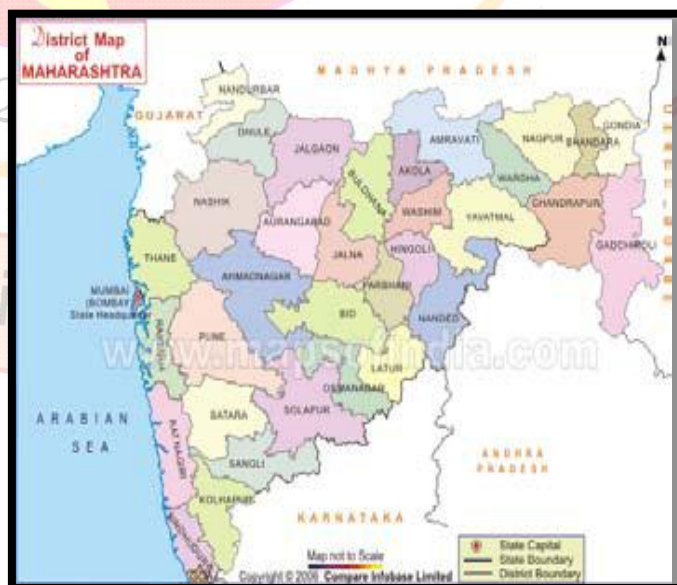 District Map
of
MAHARASHTRA
N
MADHYA PRADESH
GUJARAT
NANDURBAR
DHULE
JALGAON
BULDHANA
AKOLA
AMRAVATI
WARDHA
NAGPUR
BHANDARA
GONDIA
NASHIK
AURANGABAD
JALNA
WASHIM
YAVATMAL
CHANDRAPUR
GADCHIROLI
THANE
AHMADNAGAR
PARBHANI
HINGOLI
NANDED
MUMBAI
(BOMBAY)
State Headquarter
PUNE
BID
LATUR
www.mapsofindia.com
OSMANABAD
SATARA
SOLAPUR
ARABIAN
SEA
RATNAGIRI
SANGLI
KOLHAPUR
ANDHRA
PRADESH
KARNATAKA
Map not to Scale
Copyright © 2006 Compare Infobase Limited
State Capital
State Boundary
District Boundary